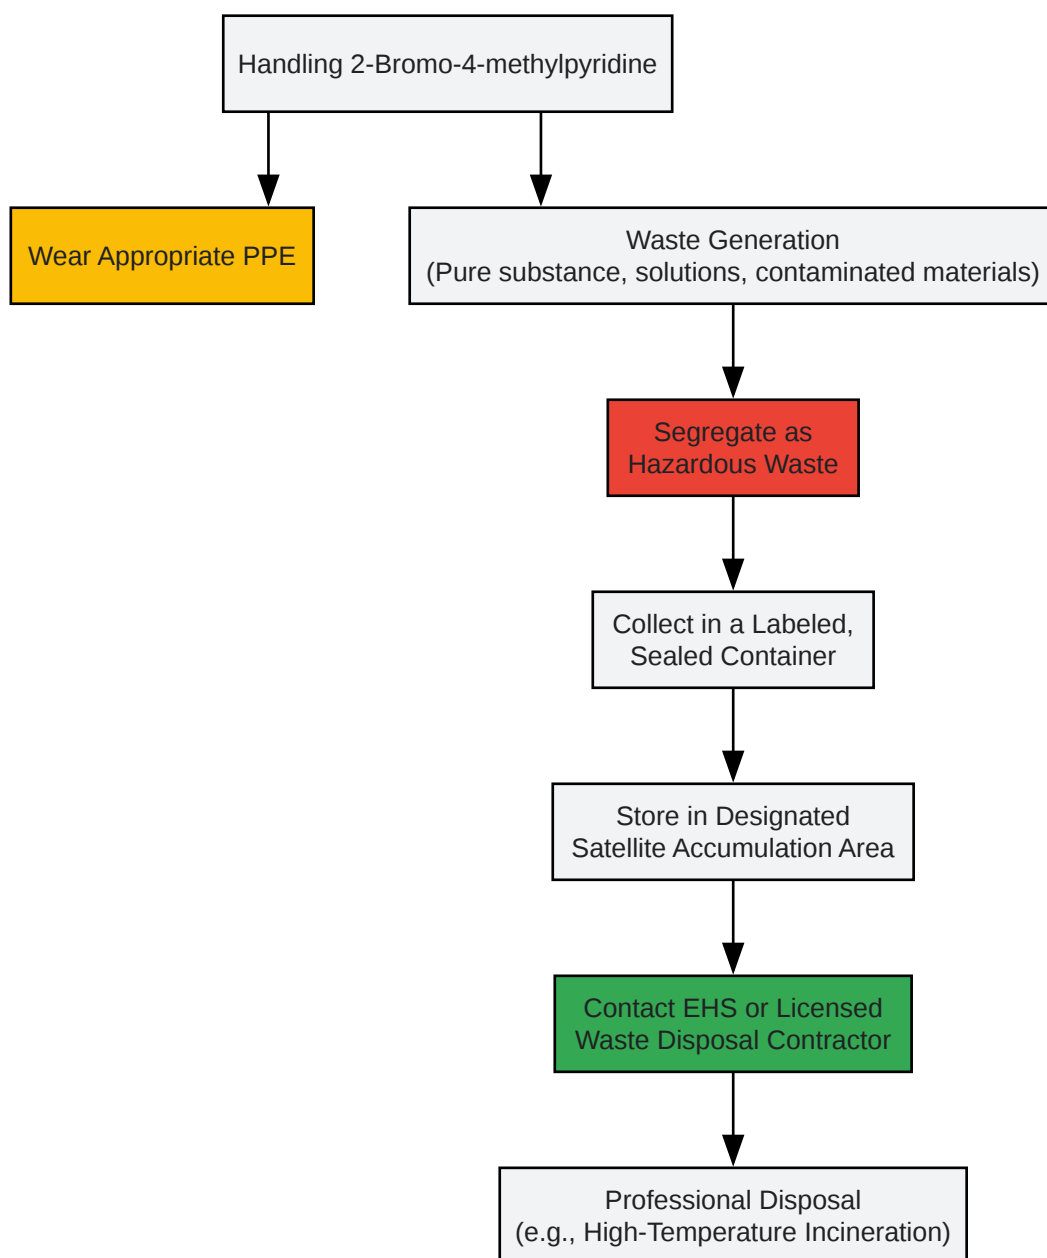 Handling 2-Bromo-4-methylpyridine
Wear Appropriate PPE
Waste Generation
(Pure substance, solutions, contaminated materials)
Segregate as
Hazardous Waste
Collect in a Labeled,
Sealed Container
Store in Designated
Satellite Accumulation Area
Contact EHS or Licensed
Waste Disposal Contractor
Professional Disposal
(e.g., High-Temperature Incineration)